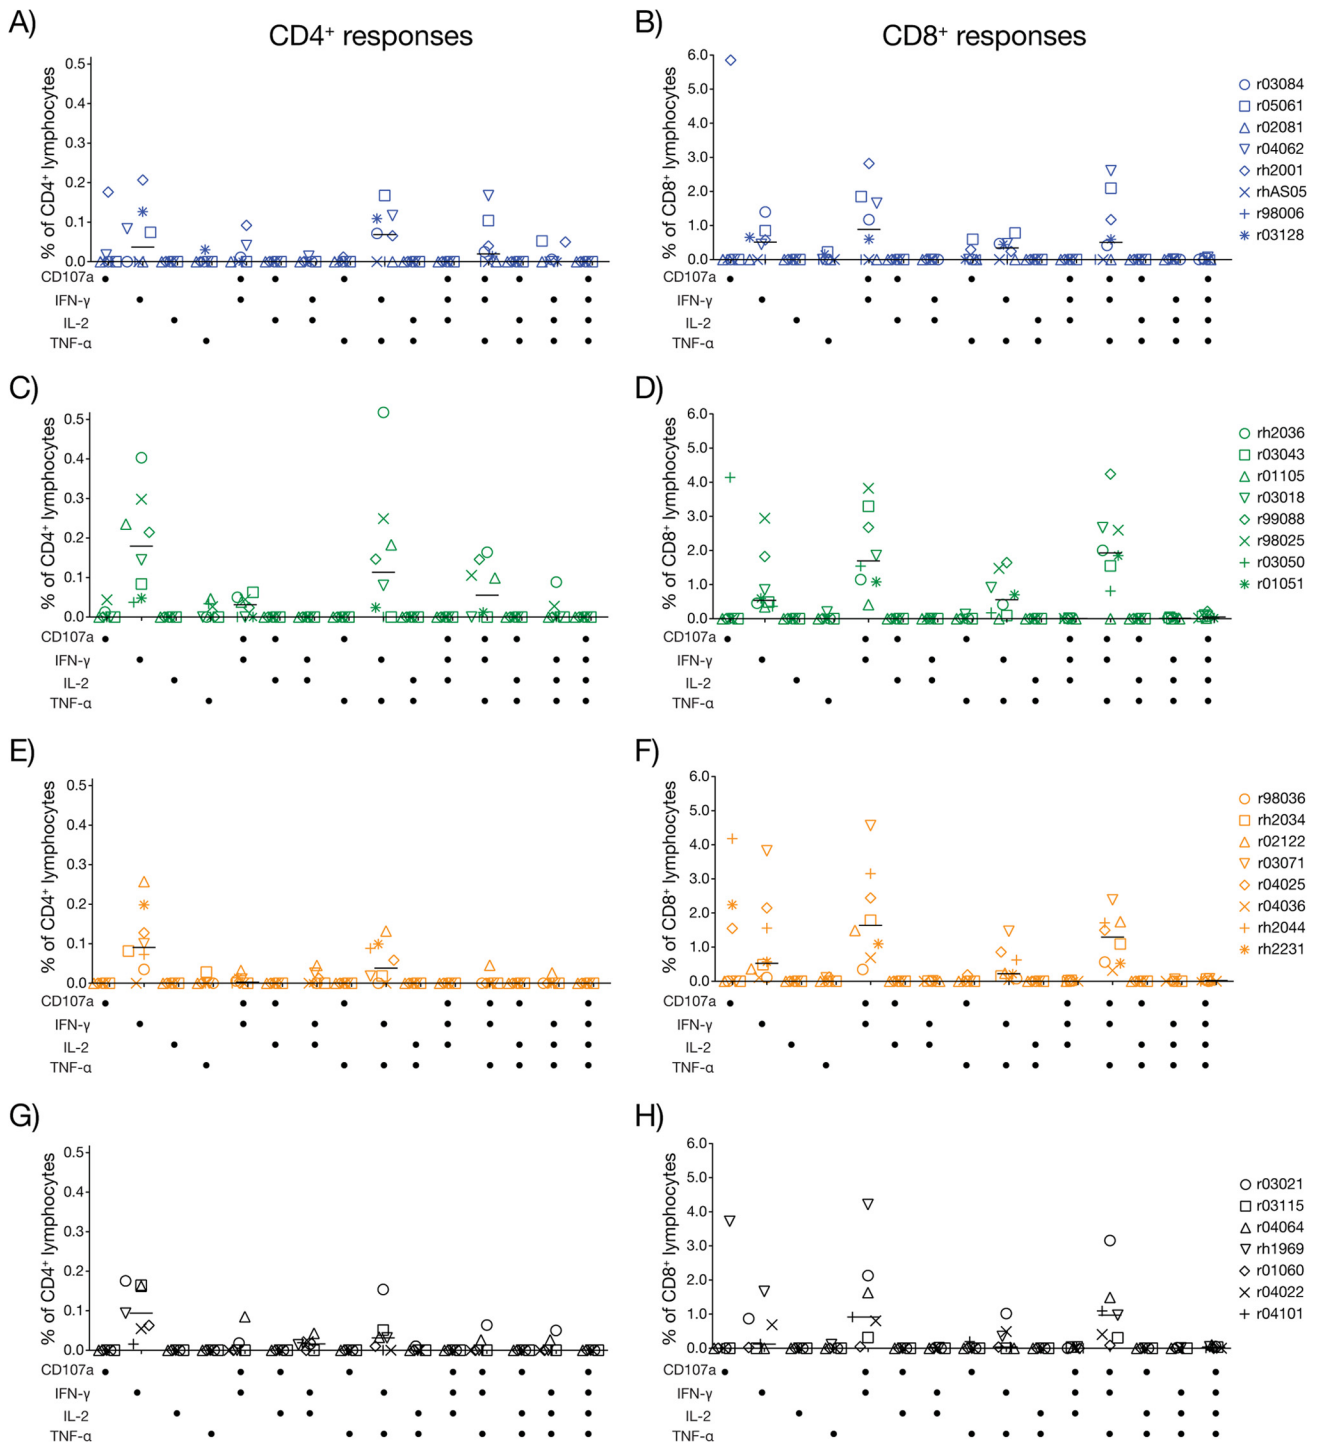 A)
CD4⁺ responses
% of CD4⁺ lymphocytes
0.5
0.4
0.3
0.2
0.1
0.0
CD107a
IFN-γ
IL-2
TNF-α
B)
CD8⁺ responses
% of CD8⁺ lymphocytes
6.0
5.0
4.0
3.0
2.0
1.0
0.0
CD107a
IFN-γ
IL-2
TNF-α
r03084
r05061
r02081
r04062
rh2001
rhAS05
r98006
r03128
C)
% of CD4⁺ lymphocytes
0.5
0.4
0.3
0.2
0.1
0.0
CD107a
IFN-γ
IL-2
TNF-α
D)
% of CD8⁺ lymphocytes
6.0
5.0
4.0
3.0
2.0
1.0
0.0
CD107a
IFN-γ
IL-2
TNF-α
rh2036
r03043
r01105
r03018
r99088
r98025
r03050
r01051
E)
% of CD4⁺ lymphocytes
0.5
0.4
0.3
0.2
0.1
0.0
CD107a
IFN-γ
IL-2
TNF-α
F)
% of CD8⁺ lymphocytes
6.0
5.0
4.0
3.0
2.0
1.0
0.0
CD107a
IFN-γ
IL-2
TNF-α
r98036
rh2034
r02122
r03071
r04025
r04036
rh2044
rh2231
G)
% of CD4⁺ lymphocytes
0.5
0.4
0.3
0.2
0.1
0.0
CD107a
IFN-γ
IL-2
TNF-α
H)
% of CD8⁺ lymphocytes
6.0
5.0
4.0
3.0
2.0
1.0
0.0
CD107a
IFN-γ
IL-2
TNF-α
r03021
r03115
r04064
rh1969
r01060
r04022
r04101